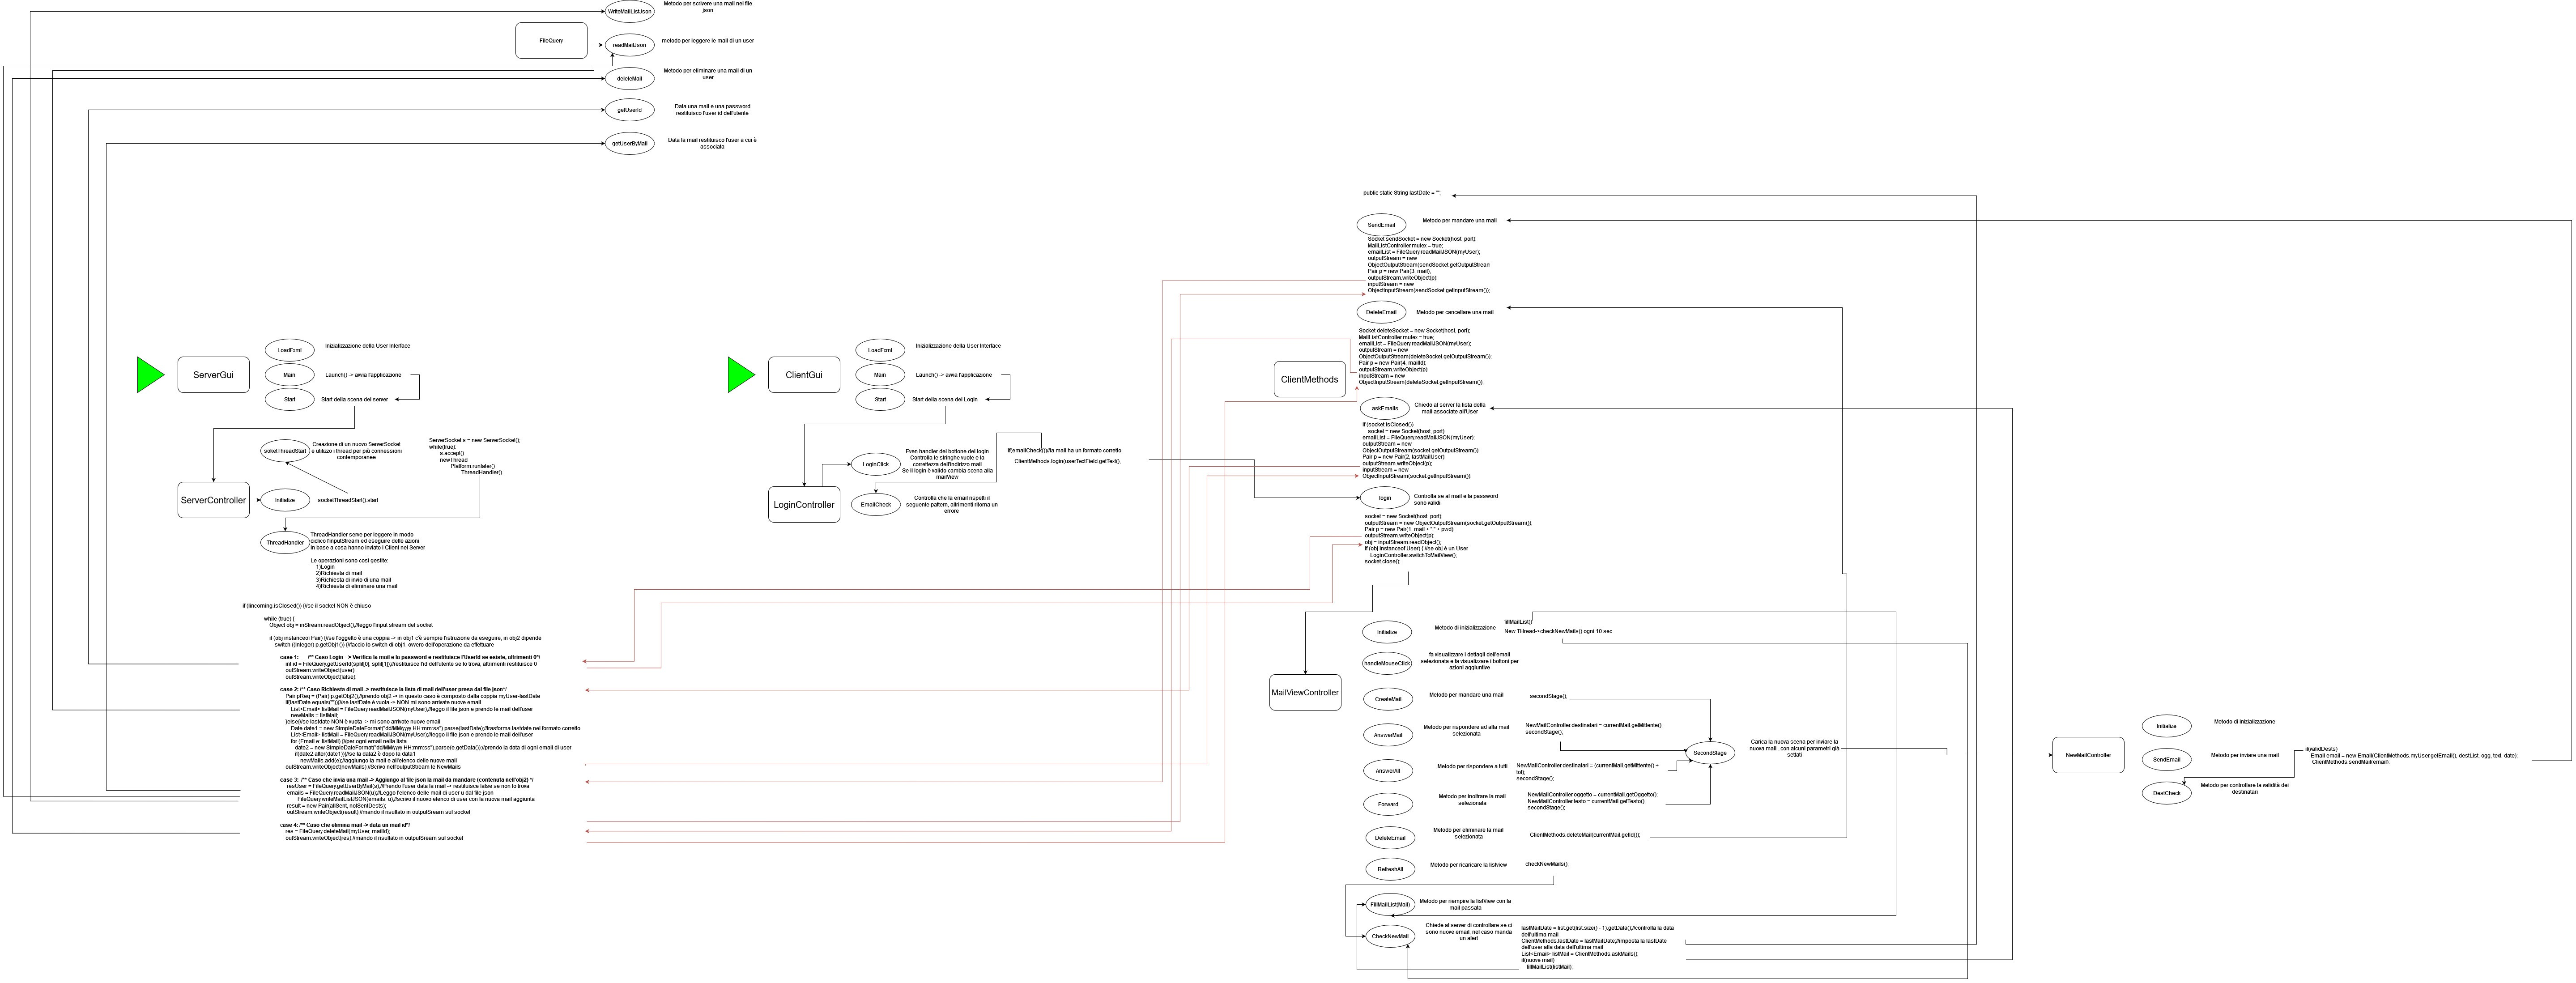 WriteMailListJson
Metodo per scrivere una mail nel file
json
FileQuery
readMailJson
metodo per leggere le mail di un user
deleteMail
Metodo per eliminare una mail di un
user
getUserId
Data una mail e una password
restituisco l'user id dell'utente
getUserByMail
Data la mail restituisco l'user a cui è
associata
ServerGui
LoadFxml
Inizializzazione della User Interface
Main
Launch() -> avvia l'applicazione
Start
Start della scena del server
soketThreadStart
Creazione di un nuovo ServerSocket
e utilizzo i thread per più connessioni
contemporanee
ServerSocket s = new ServerSocket();
while(true):
s.accept()
newThread
Platform.runlater()
ThreadHandler()
ServerController
Initialize
socketThreadStart().start
ThreadHandler
ThreadHandler serve per leggere in modo
ciclico l'inputStream ed eseguire delle azioni
in base a cosa hanno inviato i Client nel Server
Le operazioni sono così gestite:
1)Login
2)Richiesta di mail
3)Richiesta di invio di una mail
4)Richiesta di eliminare una mail
if (!incoming.isClosed()) {//se il socket NON è chiuso
while (true) {
Object obj = inStream.readObject();//leggo l'input stream del socket
if (obj instanceof Pair) {//se l'oggetto è una coppia -> in obj1 c'è sempre l'istruzione da eseguire, in obj2 dipende
switch ((Integer) p.getObj1()) {//faccio lo switch di obj1, ovvero dell'operazione da effettuare
case 1: /** Caso Login --> Verifica la mail e la password e restituisce l'UserId se esiste, altrimenti 0*/
int id = FileQuery.getUserId(split[0], split[1]);//restituisce l'Id dell'utente se lo trova, altrimenti restituisce 0
outStream.writeObject(user);
outStream.writeObject(false);
case 2: /** Caso Richiesta di mail -> restituisce la lista di mail dell'user presa dal file json*/
Pair pReq = (Pair) p.getObj2();//prendo obj2 -> in questo caso è composto dalla coppia myUser-lastDate
if(lastDate.equals("")){//se lastDate è vuota -> NON mi sono arrivate nuove email
List<Email> listMail = FileQuery.readMailJSON(myUser);//leggo il file json e prendo le mail dell'user
newMails = listMail;
}else{//se lastdate NON è vuota -> mi sono arrivate nuove email
Date date1 = new SimpleDateFormat("dd/MM/yyyy HH:mm:ss").parse(lastDate);//trasforma lastdate nel formato corretto
List<Email> listMail = FileQuery.readMailJSON(myUser);//leggo il file json e prendo le mail dell'user
for (Email e: listMail) {//per ogni email nella lista
date2 = new SimpleDateFormat("dd/MM/yyyy HH:mm:ss").parse(e.getData());//prendo la data di ogni email di user
if(date2.after(date1)){//se la data2 è dopo la data1
newMails.add(e);//aggiungo la mail e all'elenco delle nuove mail
outStream.writeObject(newMails);//Scrivo nell'outputStream le NewMails
case 3: /** Caso che invia una mail -> Aggiungo al file json la mail da mandare (contenuta nell'obj2) */
resUser = FileQuery.getUserByMail(s);//Prendo l'user data la mail -> restituisce false se non lo trova
emails = FileQuery.readMailJSON(u);//Leggo l'elenco delle mail di user u dal file json
FileQuery.writeMailListJSON(emails, u);//scrivo il nuovo elenco di user con la nuova mail aggiunta
result = new Pair(allSent, notSentDests);
outStream.writeObject(result);//mando il risultato in outputSream sul socket
case 4: /** Caso che elimina mail -> data un mail id*/
res = FileQuery.deleteMail(myUser, mailId);
outStream.writeObject(res);//mando il risultato in outputSream sul socket
ClientGui
LoadFxml
Inizializzazione della User Interface
Main
Launch() -> avvia l'applicazione
Start
Start della scena del Login
LoginController
LoginClick
Even handler del bottone del login
Controlla le stringhe vuote e la
correttezza dell'indirizzo mail
Se il login è valido cambia scena alla
mailView
if(emailCheck())//la mail ha un formato corretto
ClientMethods.login(userTextField.getText(),
EmailCheck
Controlla che la email rispetti il
seguente pattern, altrimenti ritorna un
errore
public static String lastDate = "";
SendEmail
Metodo per mandare una mail
Socket sendSocket = new Socket(host, port);
MailListController.mutex = true;
emailList = FileQuery.readMailJSON(myUser);
outputStream = new
ObjectOutputStream(sendSocket.getOutputStream
Pair p = new Pair(3, mail);
outputStream.writeObject(p);
inputStream = new
ObjectInputStream(sendSocket.getInputStream());
DeleteEmail
Metodo per cancellare una mail
Socket deleteSocket = new Socket(host, port);
MailListController.mutex = true;
emailList = FileQuery.readMailJSON(myUser);
outputStream = new
ObjectOutputStream(deleteSocket.getOutputStream());
Pair p = new Pair(4, mailId);
outputStream.writeObject(p);
inputStream = new
ObjectInputStream(deleteSocket.getInputStream());
ClientMethods
askEmails
Chiedo al server la lista della
mail associate all'User
if (socket.isClosed())
socket = new Socket(host, port);
emailList = FileQuery.readMailJSON(myUser);
outputStream = new
ObjectOutputStream(socket.getOutputStream());
Pair p = new Pair(2, lastMailUser);
outputStream.writeObject(p);
inputStream = new
ObjectInputStream(socket.getInputStream());
login
Controlla se al mail e la password
sono validi
socket = new Socket(host, port);
outputStream = new ObjectOutputStream(socket.getOutputStream());
Pair p = new Pair(1, mail + "," + pwd);
outputStream.writeObject(p);
obj = inputStream.readObject();
if (obj instanceof User) { //se obj è un User
LoginController.switchToMailView();
socket.close();
MailViewController
Initialize
Metodo di inizializzazione
fillMailList()
New THread->checkNewMails() ogni 10 sec
handleMouseClick
fa visualizzare i dettagli dell'email
selezionata e fa visualizzare i bottoni per
azioni aggiuntive
CreateMail
Metodo per mandare una mail
secondStage();
AnswerMail
Metodo per rispondere ad alla mail
selezionata
NewMailController.destinatari = currentMail.getMittente();
secondStage();
SecondStage
Carica la nuova scena per inviare la
nuova mail...con alcuni parametri già
settati
AnswerAll
Metodo per rispondere a tutti
NewMailController.destinatari = (currentMail.getMittente() +
tot);
secondStage();
Forward
Metodo per inoltrare la mail
selezionata
NewMailController.oggetto = currentMail.getOggetto();
NewMailController.testo = currentMail.getTesto();
secondStage();
DeleteEmail
Metodo per eliminare la mail
selezionata
ClientMethods.deleteMail(currentMail.getId());
RefreshAll
Metodo per ricaricare la listview
checkNewMails();
FillMailList(Mail)
Metodo per riempire la listView con la
mail passata
CheckNewMail
Chiede al server di controllare se ci
sono nuove email, nel caso manda
un alert
lastMailDate = list.get(list.size() - 1).getData();//controllo la data
dell'ultima mail
ClientMethods.lastDate = lastMailDate;//imposta la lastDate
dell'user alla data dell'ultima mail
List<Email> listMail = ClientMethods.askMails();
if(nuove mail)
fillMailList(listMail);
NewMailController
Initialize
Metodo di inizializzazione
SendEmail
Metodo per inviare una mail
if(validDests)
Email email = new Email(ClientMethods.myUser.getEmail(), destList, ogg, text, date);
ClientMethods.sendMail(email);
DestCheck
Metodo per controllare la validità dei
destinatari